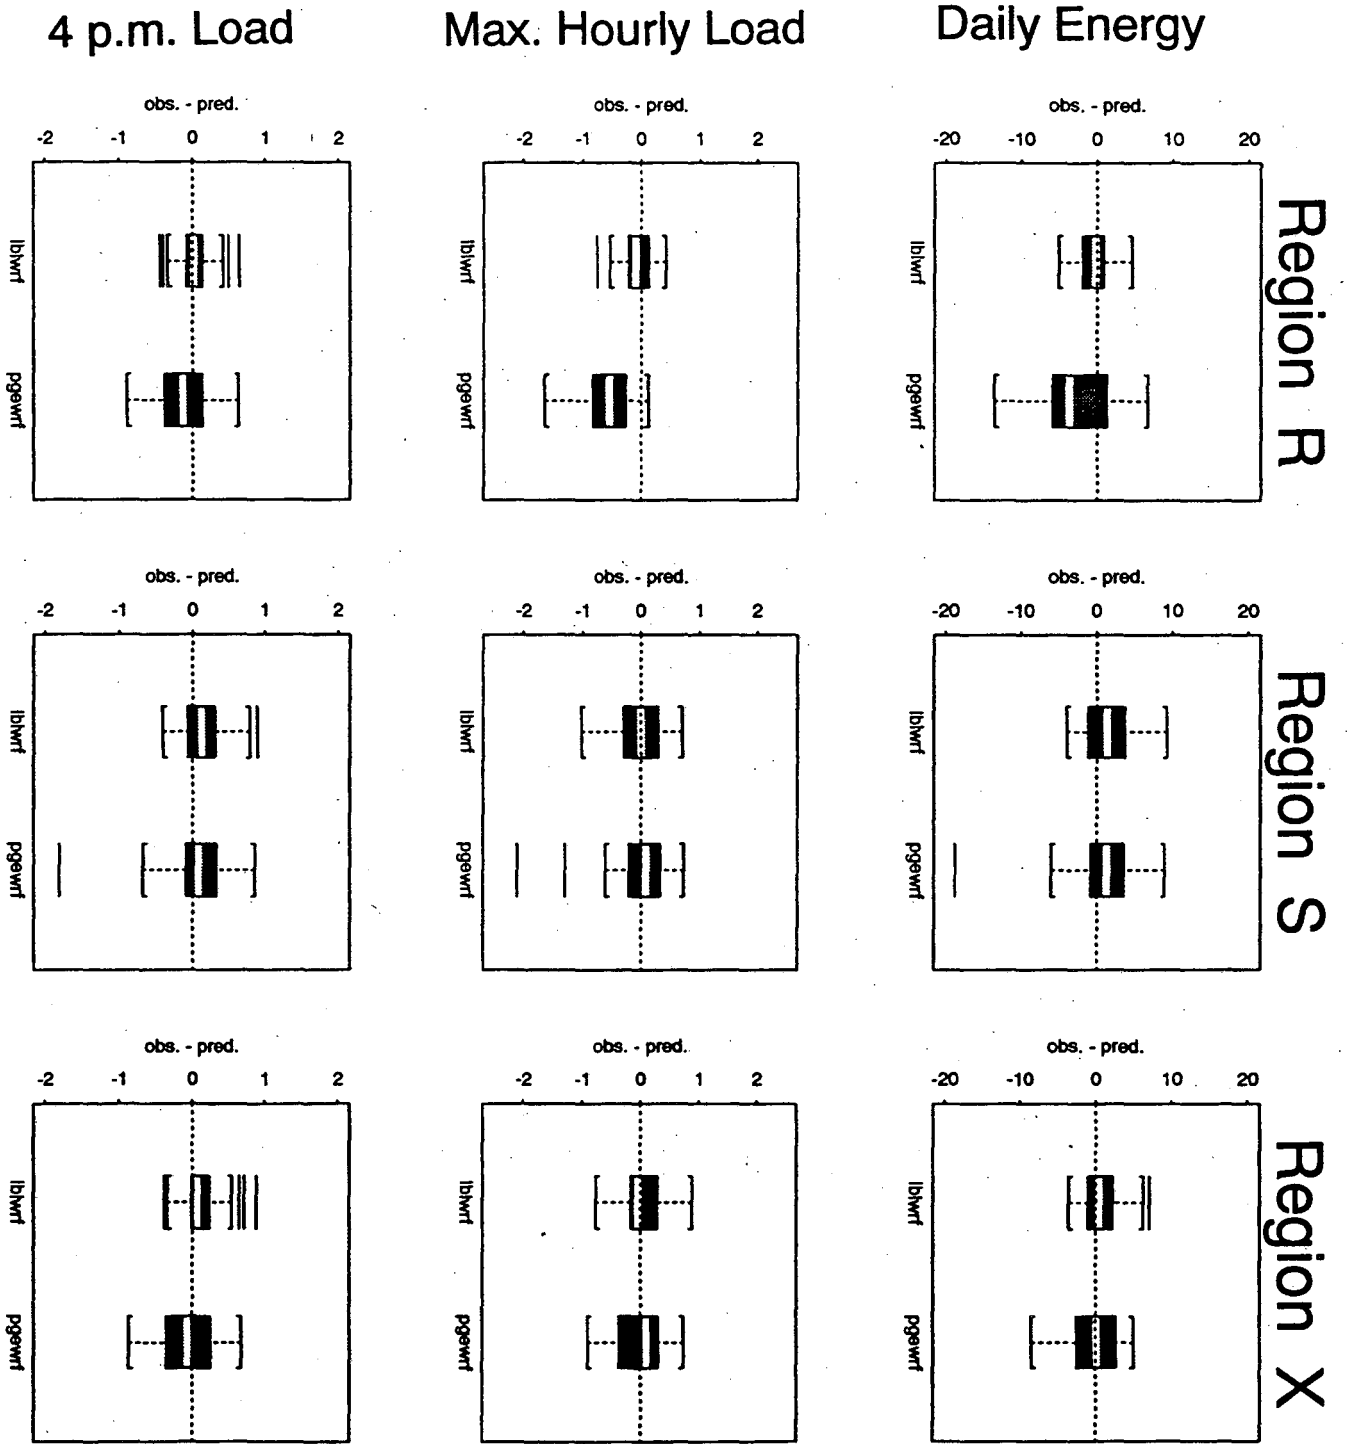 4 p.m. Load Max. Hourly Load Daily Energy
obs. - pred. obs. - pred. obs. - pred.
-2 -1 0 1 2 -2 -1 0 1 2 -20 -10 0 10 20
Region R
lblwrf lblwrf lblwrf
pgewrf pgewrf pgewrf
obs. - pred. obs. - pred. obs. - pred.
-2 -1 0 1 2 -2 -1 0 1 2 -20 -10 0 10 20
Region S
lblwrf lblwrf lblwrf
pgewrf pgewrf pgewrf
obs. - pred. obs. - pred. obs. - pred.
-2 -1 0 1 2 -2 -1 0 1 2 -20 -10 0 10 20
Region X
lblwrf lblwrf lblwrf
pgewrf pgewrf pgewrf